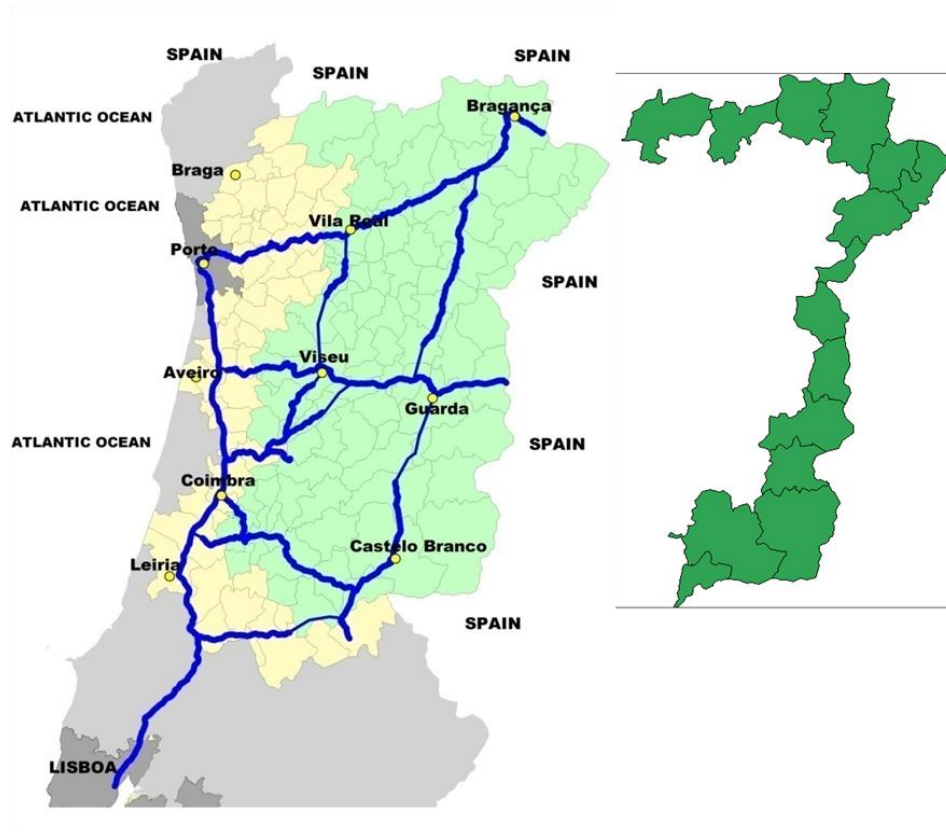 SPAIN
SPAIN
SPAIN
ATLANTIC OCEAN
Bragança
Braga
ATLANTIC OCEAN
Vila Real
Porto
SPAIN
Viseu
Aveiro
Guarda
ATLANTIC OCEAN
SPAIN
Coimbra
Castelo Branco
Leiria
SPAIN
LISBOA